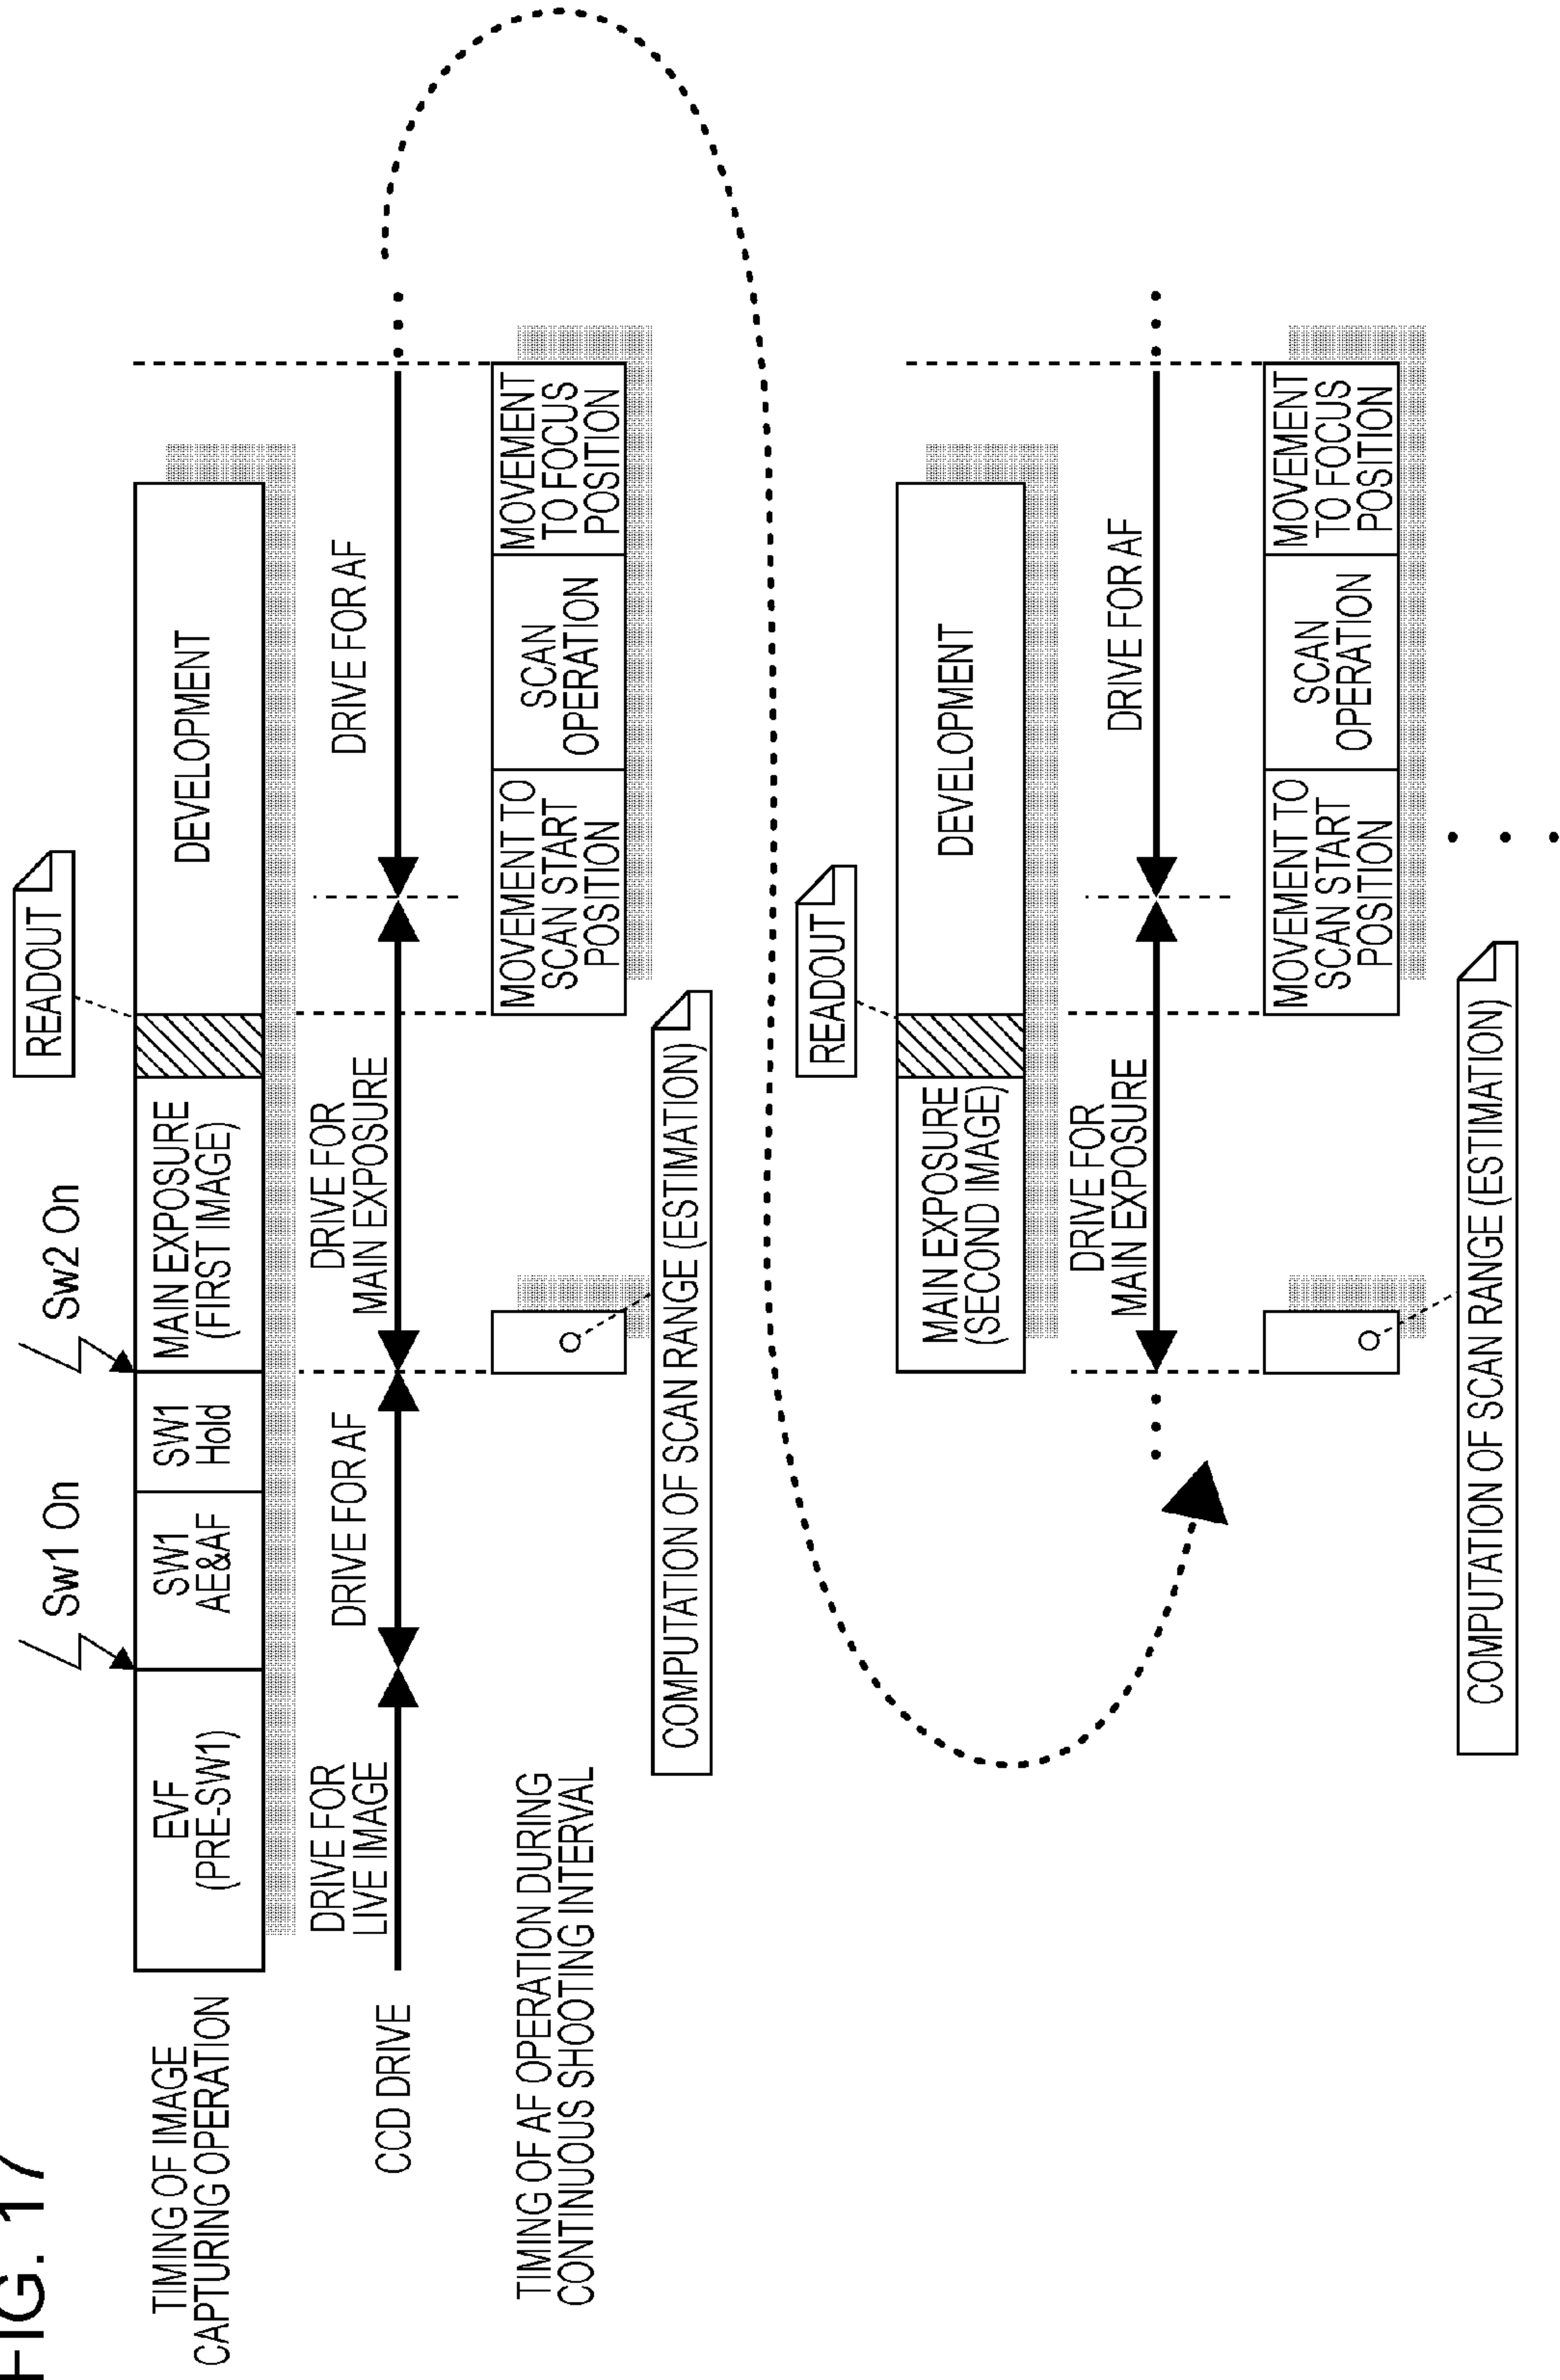 FIG. 17
Sw1 On
Sw2 On
READOUT
TIMING OF IMAGE
CAPTURING OPERATION
EVF
(PRE-SW1)
SW1
AE&AF
SW1
Hold
MAIN EXPOSURE
(FIRST IMAGE)
DEVELOPMENT
CCD DRIVE
DRIVE FOR
LIVE IMAGE
DRIVE FOR AF
DRIVE FOR
MAIN EXPOSURE
DRIVE FOR AF
TIMING OF AF OPERATION DURING
CONTINUOUS SHOOTING INTERVAL
MOVEMENT TO
SCAN START
POSITION
SCAN
OPERATION
MOVEMENT
TO FOCUS
POSITION
COMPUTATION OF SCAN RANGE (ESTIMATION)
READOUT
MAIN EXPOSURE
(SECOND IMAGE)
DEVELOPMENT
DRIVE FOR
MAIN EXPOSURE
DRIVE FOR AF
MOVEMENT TO
SCAN START
POSITION
SCAN
OPERATION
MOVEMENT
TO FOCUS
POSITION
COMPUTATION OF SCAN RANGE (ESTIMATION)